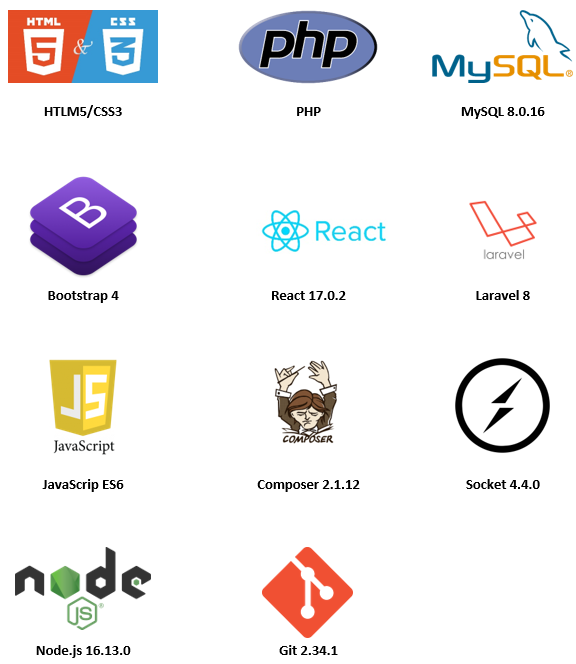 HTML CSS
5 & 3
php
MySQL®
HTLM5/CSS3
PHP
MySQL 8.0.16
B
React
laravel
Bootstrap 4
React 17.0.2
Laravel 8
JS
JavaScript
COMPOSER
JavaScrip ES6
Composer 2.1.12
Socket 4.4.0
node
JS®
Node.js 16.13.0
Git 2.34.1